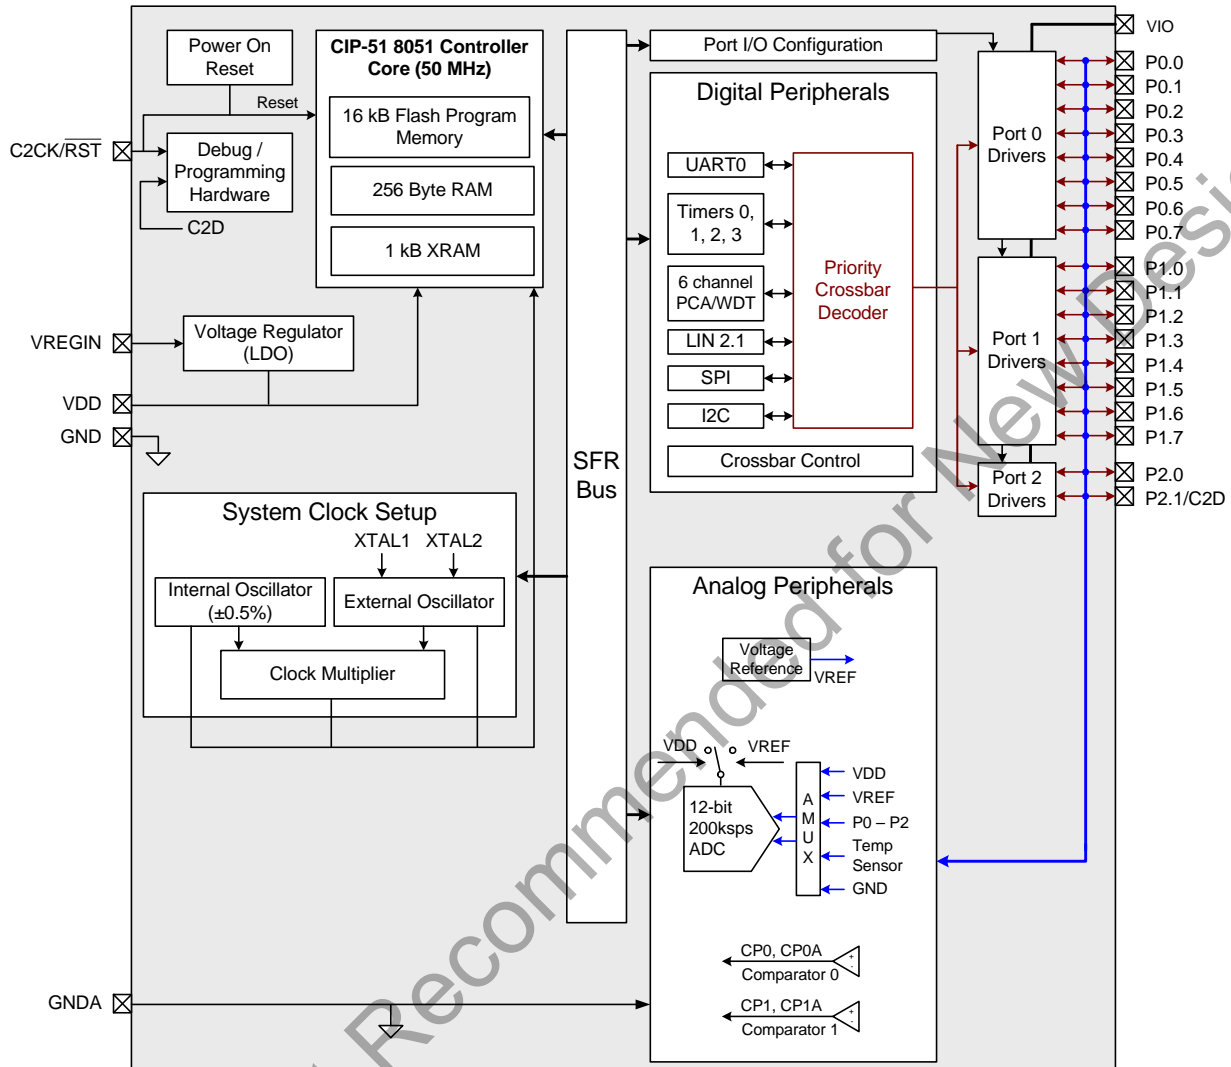 Power On
Reset
Reset
C2CK/RST
Debug /
Programming
Hardware
C2D
CIP-51 8051 Controller
Core (50 MHz)
16 kB Flash Program
Memory
256 Byte RAM
1 kB XRAM
VREGIN
Voltage Regulator
(LDO)
VDD
GND
System Clock Setup
XTAL1 XTAL2
Internal Oscillator
(±0.5%)
External Oscillator
Clock Multiplier
GNDA
SFR
Bus
Port I/O Configuration
Digital Peripherals
UART0
Timers 0,
1, 2, 3
6 channel
PCA/WDT
LIN 2.1
SPI
I2C
Priority
Crossbar
Decoder
Crossbar Control
Port 0
Drivers
Port 1
Drivers
Port 2
Drivers
VIO
P0.0
P0.1
P0.2
P0.3
P0.4
P0.5
P0.6
P0.7
P1.0
P1.1
P1.2
P1.3
P1.4
P1.5
P1.6
P1.7
P2.0
P2.1/C2D
Analog Peripherals
Voltage
Reference
VREF
VDD VREF
12-bit
200ksps
ADC
A
M
U
X
VDD
VREF
P0 – P2
Temp
Sensor
GND
CP0, CP0A
Comparator 0
+
-
CP1, CP1A
Comparator 1
+
-
Recommended for New